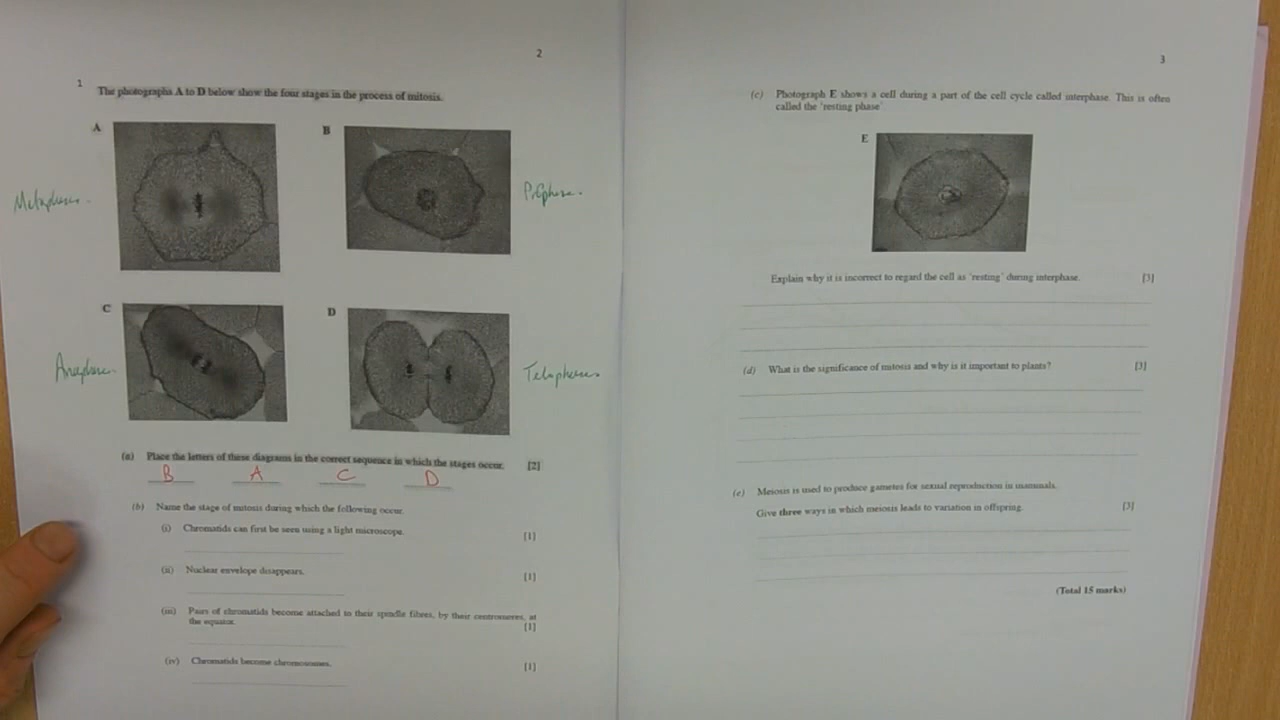 2
1
The photographs A to D below show the four stages in the process of mitosis.
A
B
Metaphase.
Prophase.
C
D
Anaphase.
Telophase.
(a) Place the letters of these diagrams in the correct sequence in which the stages occur. [2]
B A C D
(b) Name the stage of mitosis during which the following occur.
(i) Chromatids can first be seen using a light microscope. [1]
(ii) Nuclear envelope disappears. [1]
(iii) Pairs of chromatids become attached to their spindle fibres, by their centromeres, at
the equator. [1]
(iv) Chromatids become chromosomes. [1]
3
(c) Photograph E shows a cell during a part of the cell cycle called interphase. This is often
called the 'resting phase'
E
Explain why it is incorrect to regard the cell as 'resting' during interphase. [3]
(d) What is the significance of mitosis and why is it important to plants? [3]
(e) Meiosis is used to produce gametes for sexual reproduction in mammals.
Give three ways in which meiosis leads to variation in offspring. [3]
(Total 15 marks)